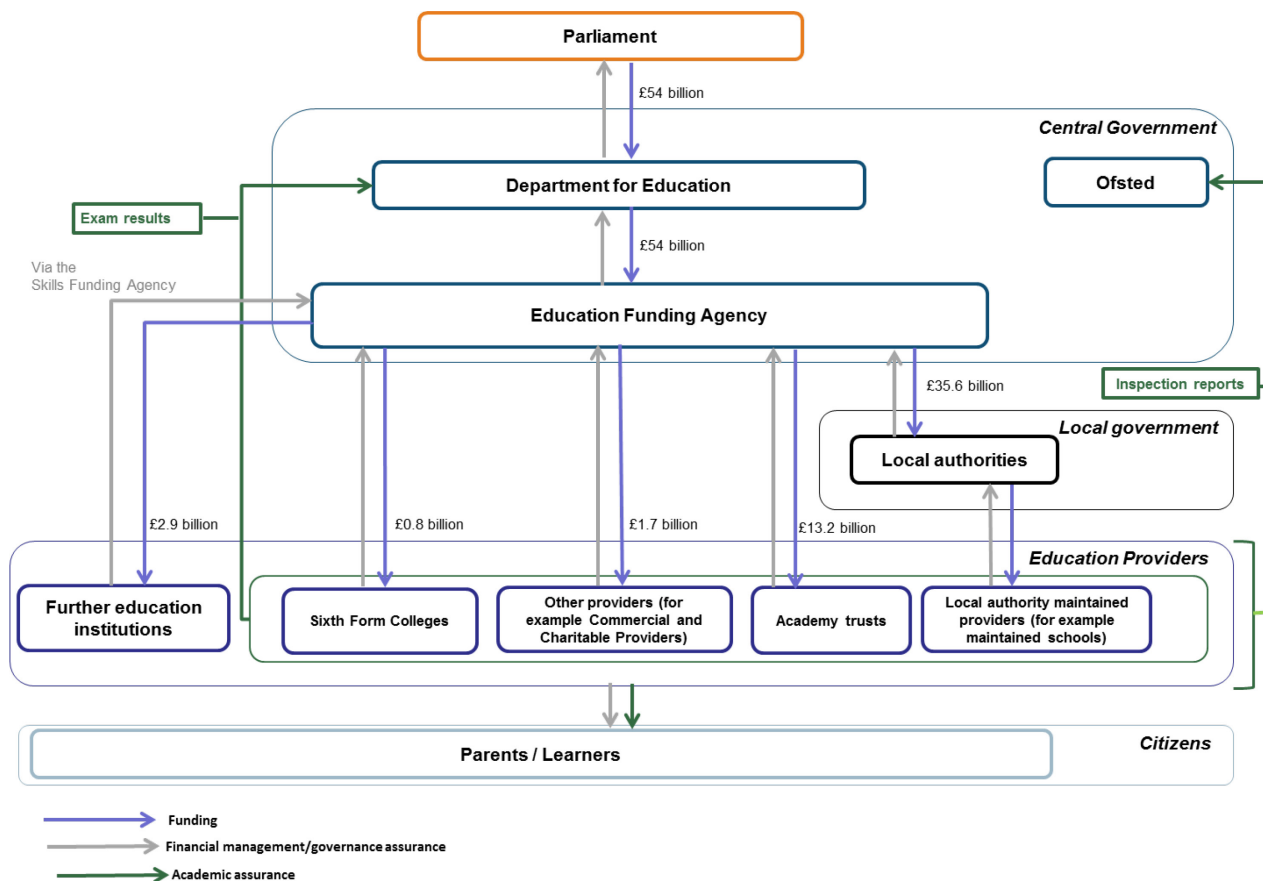 Parliament
£54 billion
Central Government
Department for Education
Ofsted
Exam results
£54 billion
Via the
Skills Funding Agency
Education Funding Agency
£35.6 billion
Inspection reports
Local government
Local authorities
£2.9 billion
£0.8 billion
£1.7 billion
£13.2 billion
Education Providers
Further education
institutions
Sixth Form Colleges
Other providers (for
example Commercial and
Charitable Providers)
Academy trusts
Local authority maintained
providers (for example
maintained schools)
Citizens
Parents / Learners
Funding
Financial management/governance assurance
Academic assurance